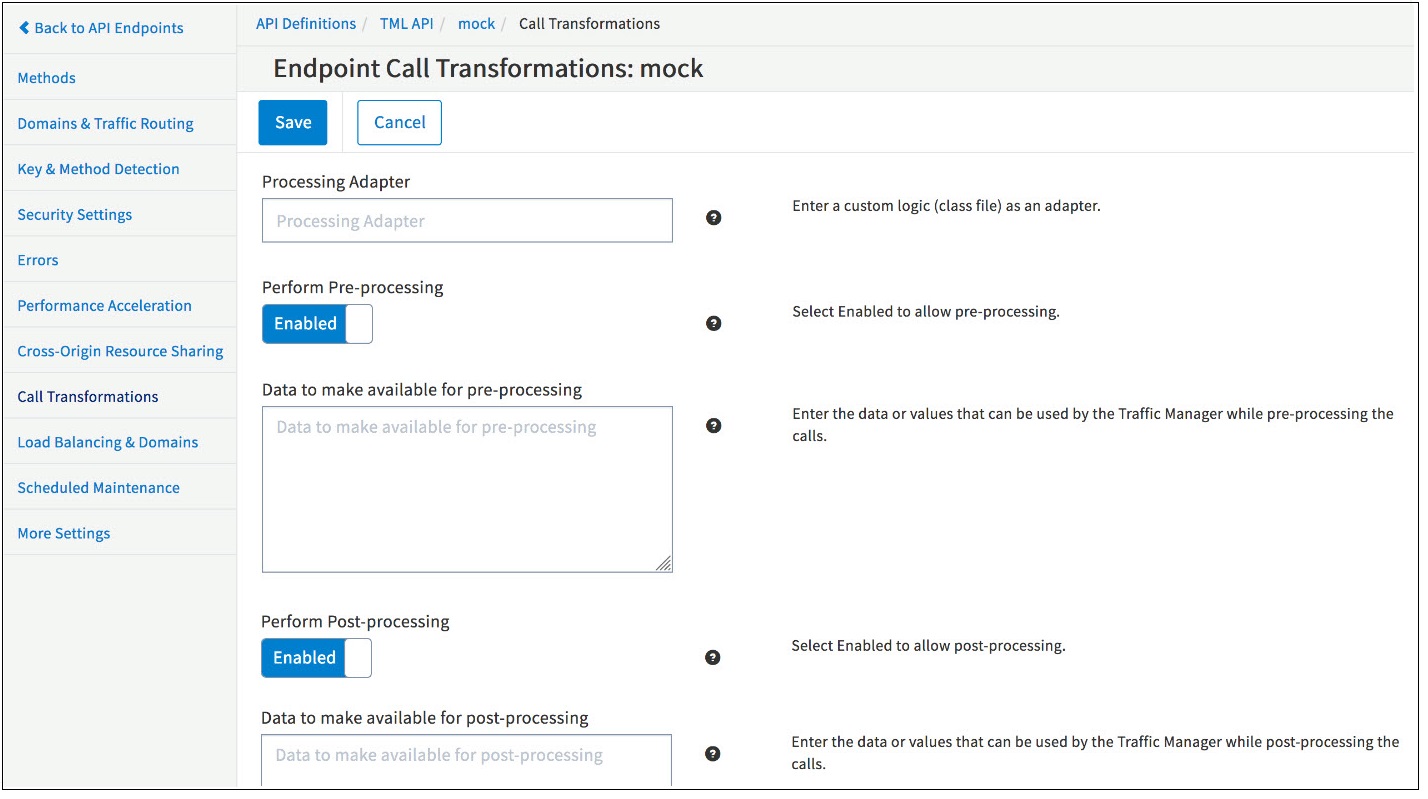 Back to API Endpoints
Methods
Domains & Traffic Routing
Key & Method Detection
Security Settings
Errors
Performance Acceleration
Cross-Origin Resource Sharing
Call Transformations
Load Balancing & Domains
Scheduled Maintenance
More Settings
API Definitions / TML API / mock / Call Transformations
Endpoint Call Transformations: mock
Save Cancel
Processing Adapter
Processing Adapter
?
Enter a custom logic (class file) as an adapter.
Perform Pre-processing
Enabled
?
Select Enabled to allow pre-processing.
Data to make available for pre-processing
Data to make available for pre-processing
?
Enter the data or values that can be used by the Traffic Manager while pre-processing the
calls.
Perform Post-processing
Enabled
?
Select Enabled to allow post-processing.
Data to make available for post-processing
Data to make available for post-processing
?
Enter the data or values that can be used by the Traffic Manager while post-processing the
calls.